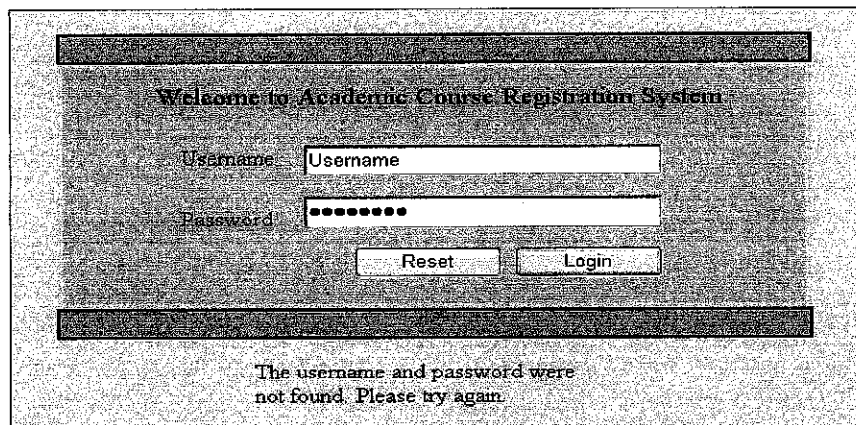 Welcome to Academic Course Registration System
Username Username
Password ••••••••
Reset Login
The username and password were
not found. Please try again.